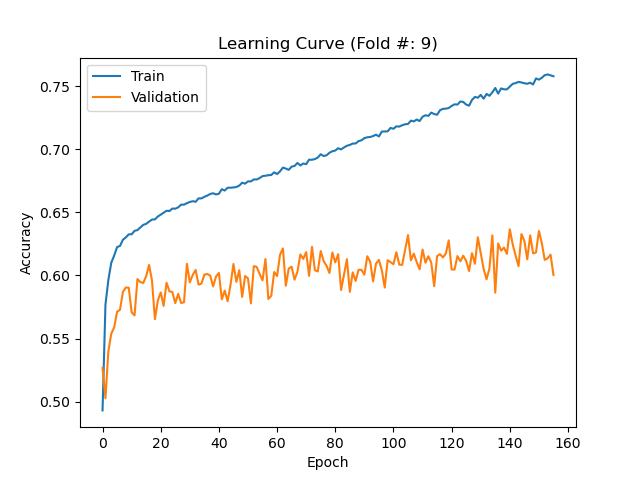 Learning Curve (Fold #: 9)
Train
Validation
Accuracy
0.75
0.70
0.65
0.60
0.55
0.50
0 20 40 60 80 100 120 140 160
Epoch